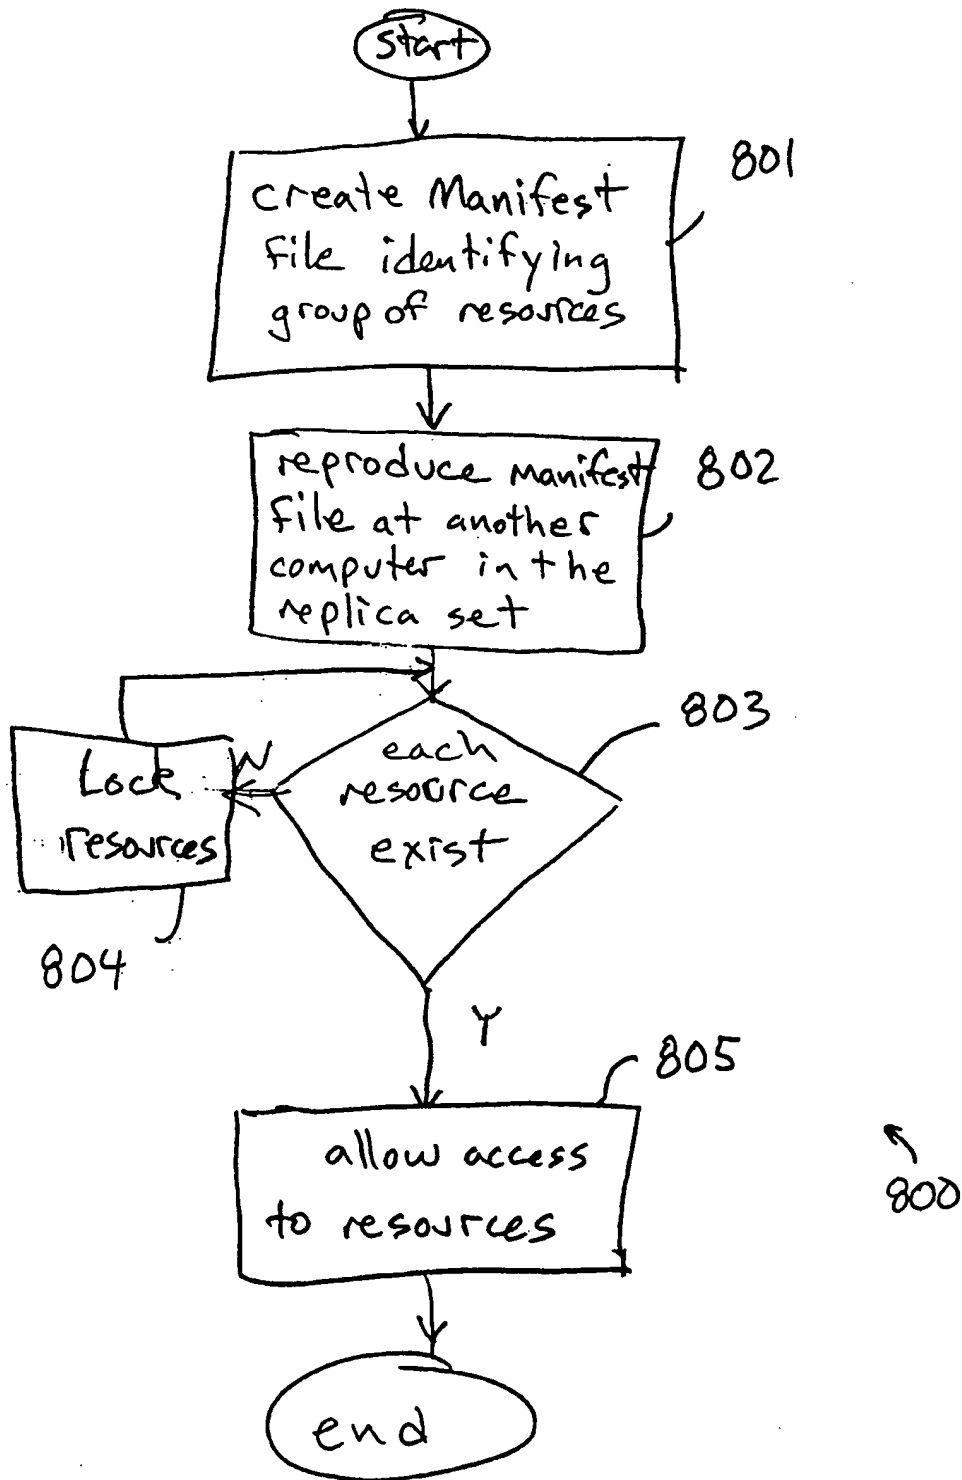 start
801
create Manifest
file identifying
group of resources
802
reproduce manifest
file at another
computer in the
replica set
803
each
resource
exist
N
Lock
resources
804
Y
805
allow access
to resources
800
end